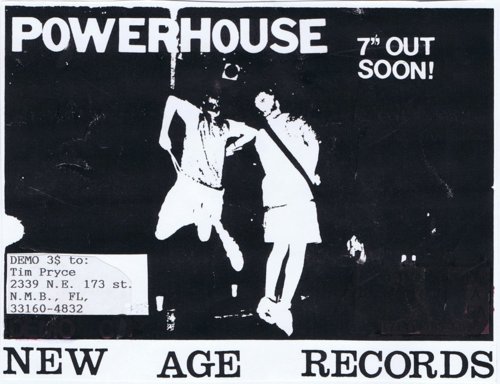 POWERHOUSE
7" OUT
SOON!
DEMO 3$ to:
Tim Pryce
2339 N.E. 173 st.
N.M.B., FL,
33160-4832
NEW AGE RECORDS